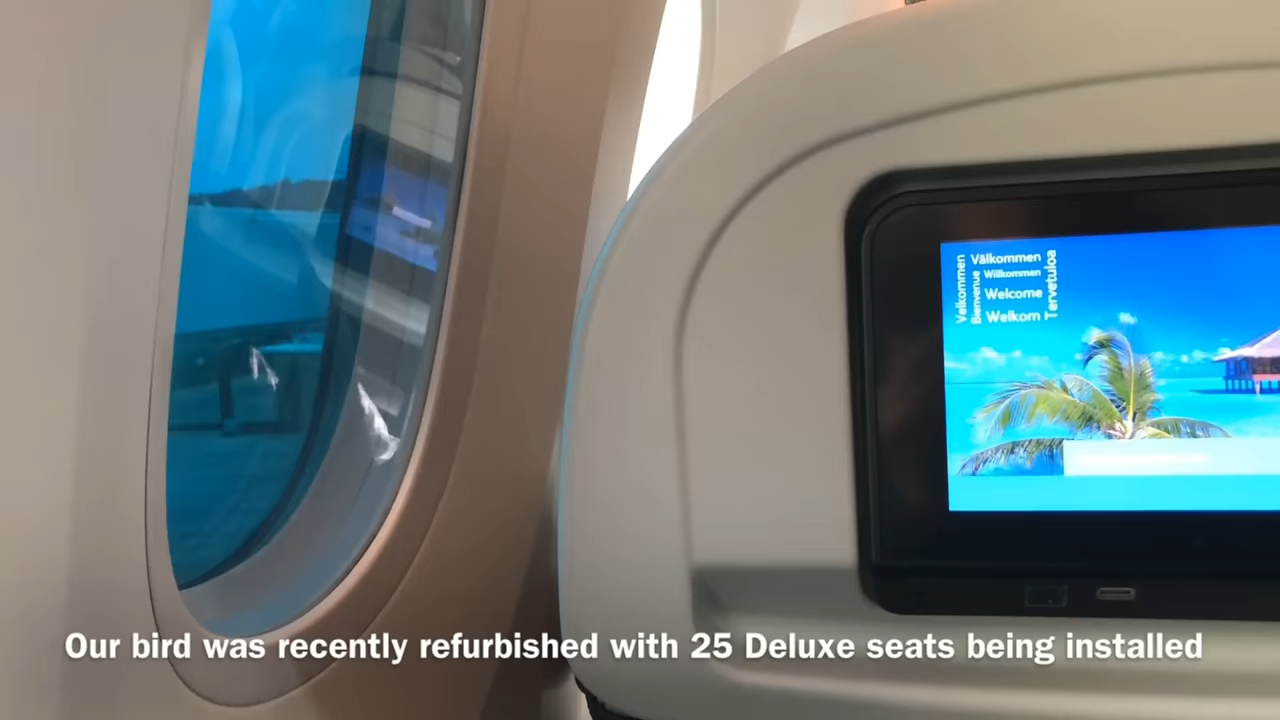 Velkommen
Bienvenue
Välkommen
Willkommen
Welcome
Welkom
Tervetuloa
Our bird was recently refurbished with 25 Deluxe seats being installed